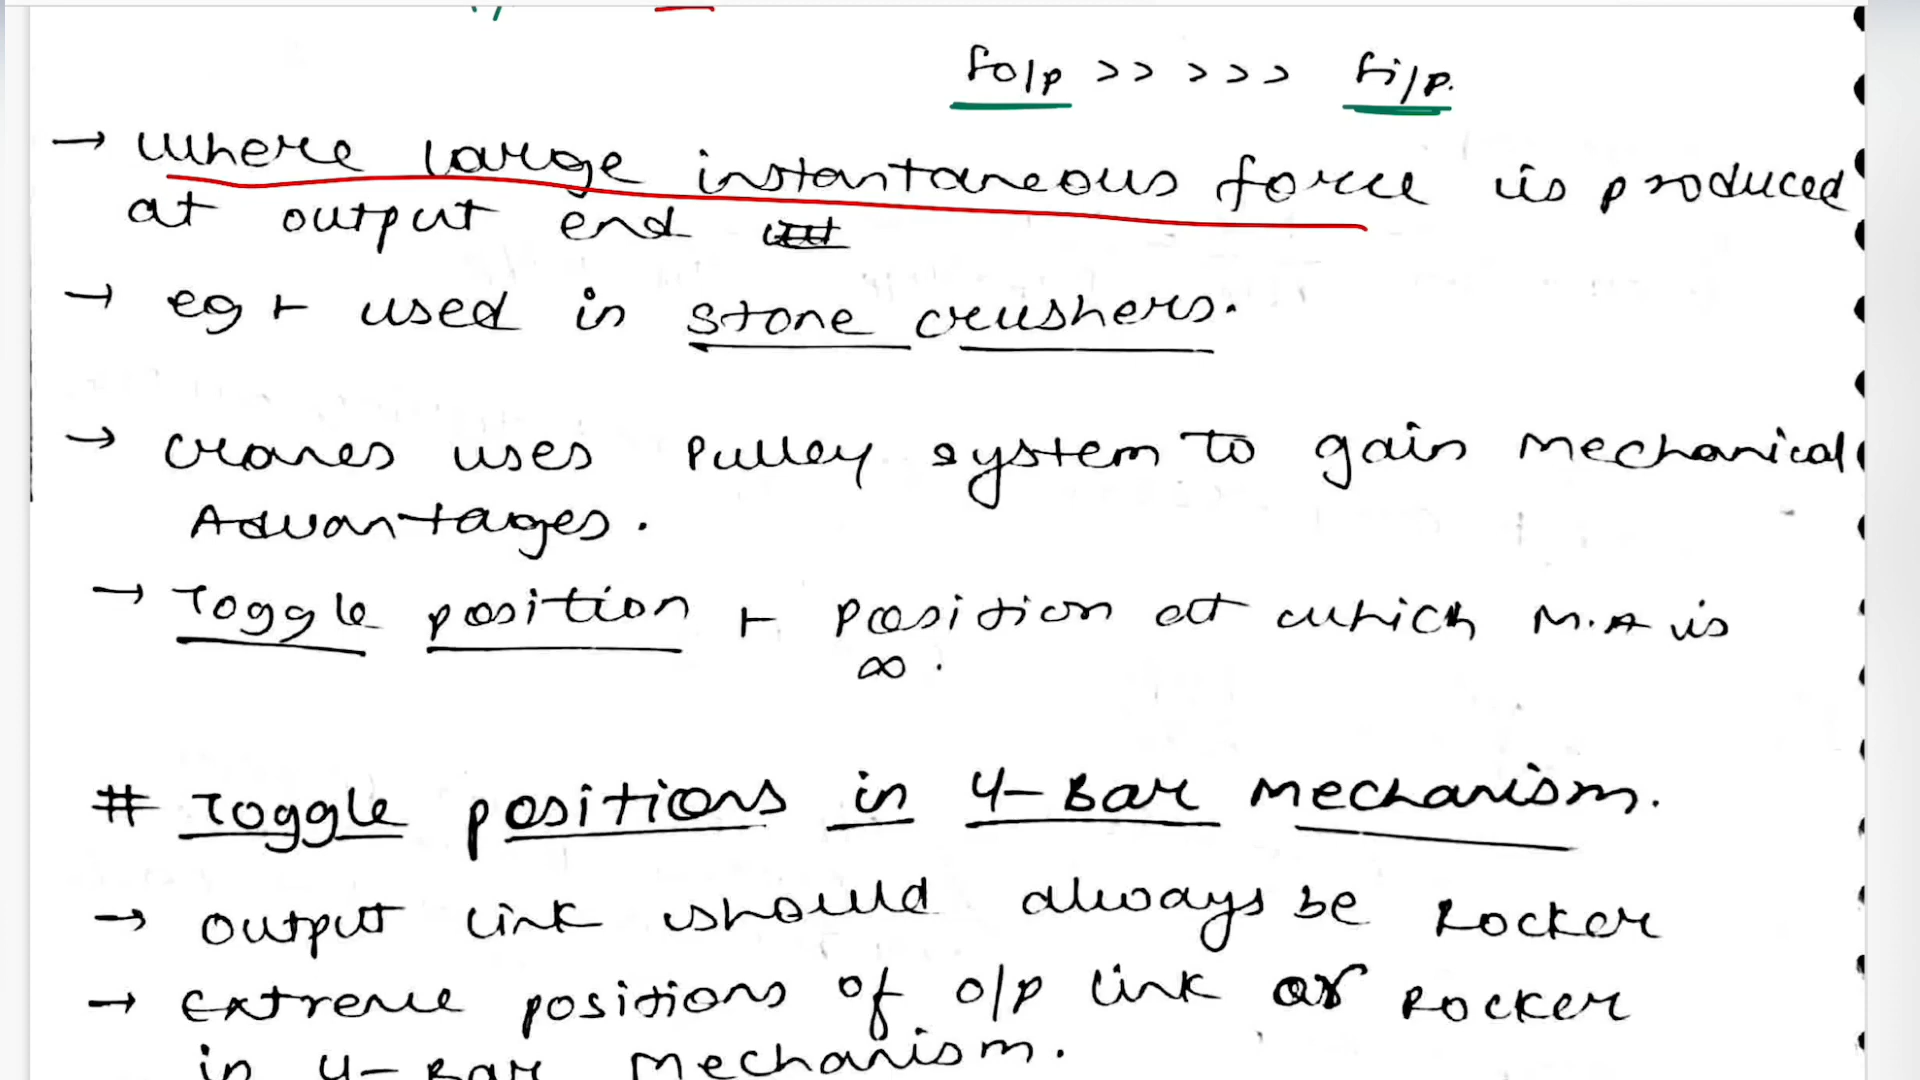 Fo/p >> >>> Fi/p.
→ where large instantaneous force is produced
at output end
→ eg :- used in stone crushers.
→ cranes uses pulley system to gain mechanical
Advantages.
→ Toggle position :- position at which M.A is
∞.
# Toggle positions in 4-Bar Mechanism.
→ output link should always be Rocker
→ extreme positions of o/p link or Rocker
in 4-Bar Mechanism.